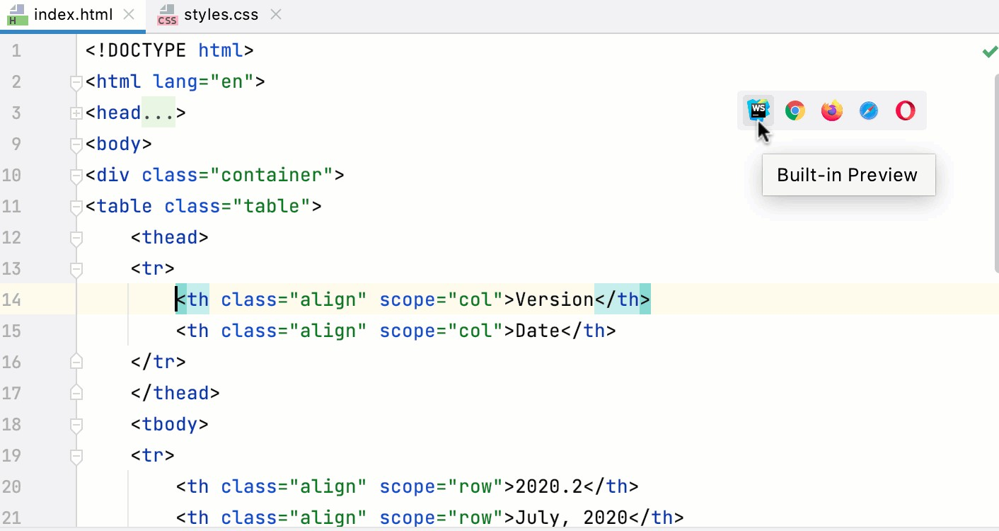 index.html styles.css
1 <!DOCTYPE html>
2 <html lang="en">
3 <head...>
9 <body>
10 <div class="container">
11 <table class="table">
12 <thead>
13 <tr>
14 <th class="align" scope="col">Version</th>
15 <th class="align" scope="col">Date</th>
16 </tr>
17 </thead>
18 <tbody>
19 <tr>
20 <th class="align" scope="row">2020.2</th>
21 <th class="align" scope="row">July, 2020</th>
H
CSS
WS
Built-in Preview